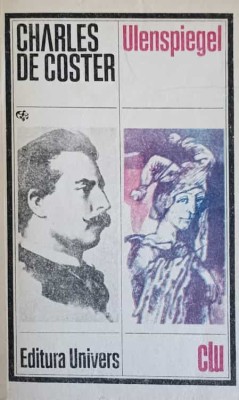 CHARLES
DE COSTER
Ulenspiegel
Editura Univers
clu